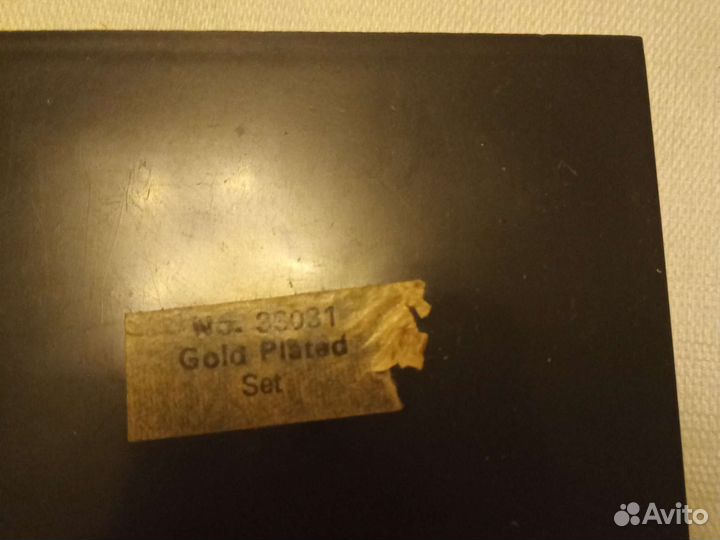 No. 33031
Gold Plated
Set
Avito